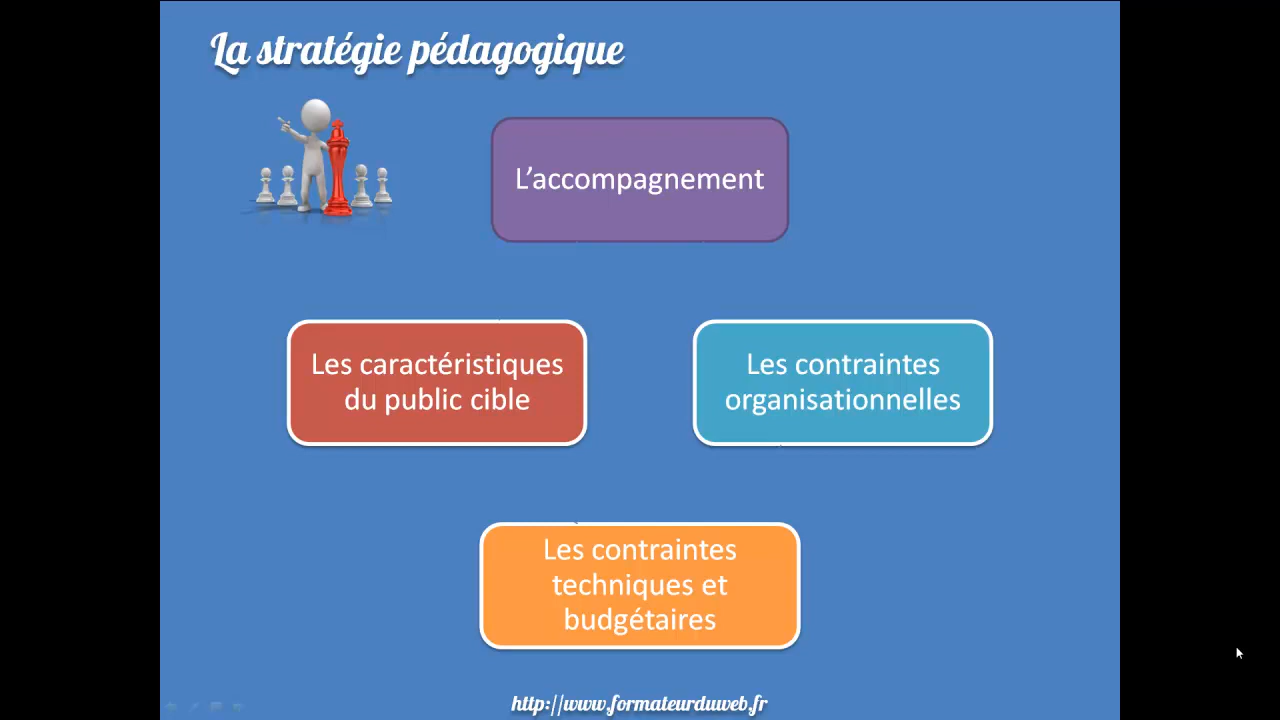 La stratégie pédagogique
L’accompagnement
Les caractéristiques
du public cible
Les contraintes
organisationnelles
Les contraintes
techniques et
budgétaires
http://www.formateurduweb.fr